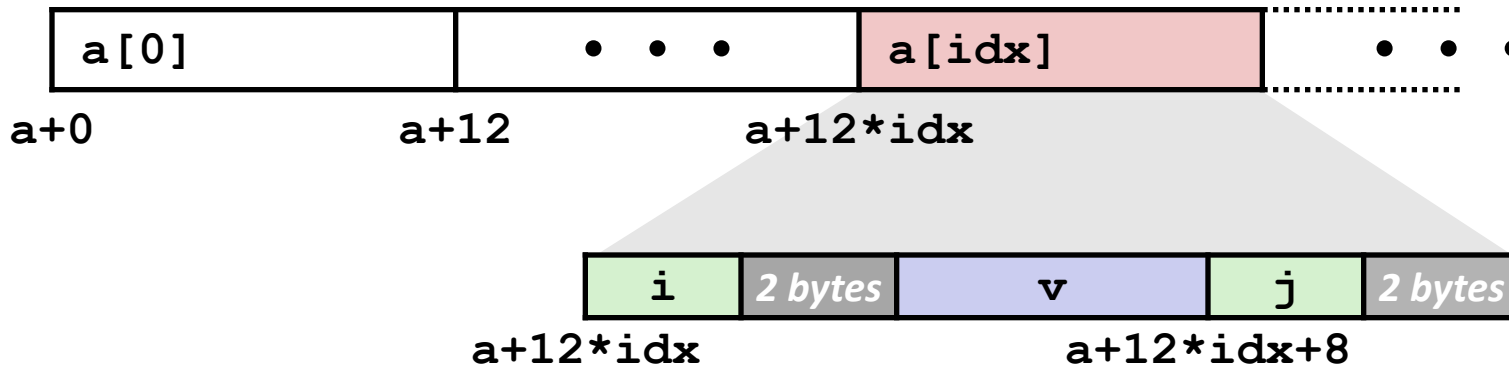 a[0] • • • a[idx] • • •
a+0 a+12 a+12*idx
i 2 bytes v j 2 bytes
a+12*idx a+12*idx+8